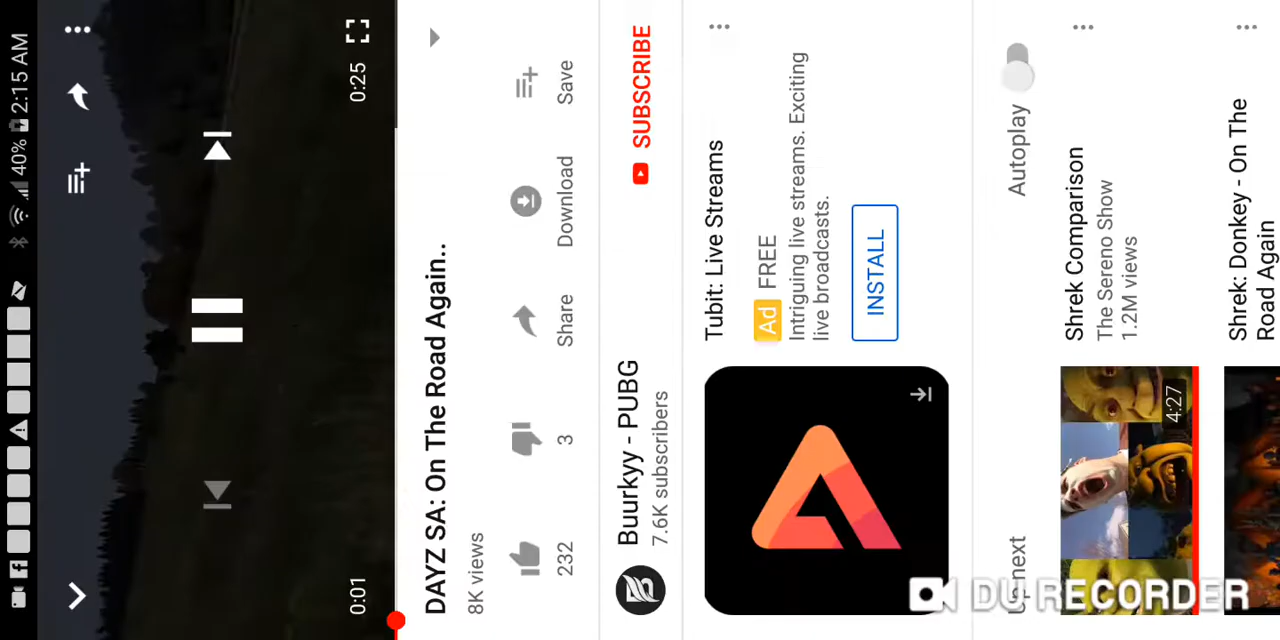 40% 2:15 AM
0:01
0:25
DAYZ SA: On The Road Again..
8K views
232
3
Share
Download
Save
Buurkyy - PUBG
7.6K subscribers
SUBSCRIBE
Tubit: Live Streams
Ad FREE
Intriguing live streams. Exciting
live broadcasts.
INSTALL
Up next
Autoplay
4:27
Shrek Comparison
The Sereno Show
1.2M views
Shrek: Donkey - On The
Road Again
DU RECORDER